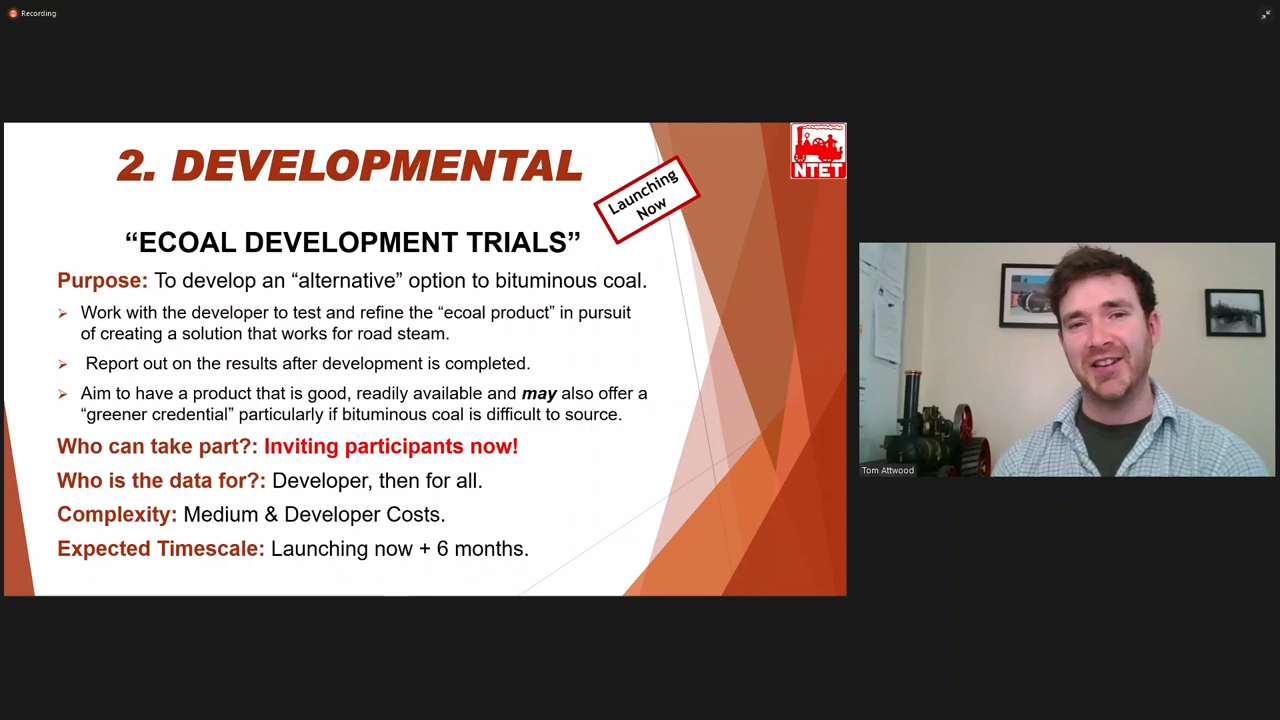 Recording
2. DEVELOPMENTAL
Launching
Now
NTET
“ECOAL DEVELOPMENT TRIALS”
Purpose: To develop an “alternative” option to bituminous coal.
➢ Work with the developer to test and refine the “ecoal product” in pursuit
of creating a solution that works for road steam.
➢ Report out on the results after development is completed.
➢ Aim to have a product that is good, readily available and may also offer a
“greener credential” particularly if bituminous coal is difficult to source.
Who can take part?: Inviting participants now!
Who is the data for?: Developer, then for all.
Complexity: Medium & Developer Costs.
Expected Timescale: Launching now + 6 months.
Tom Attwood